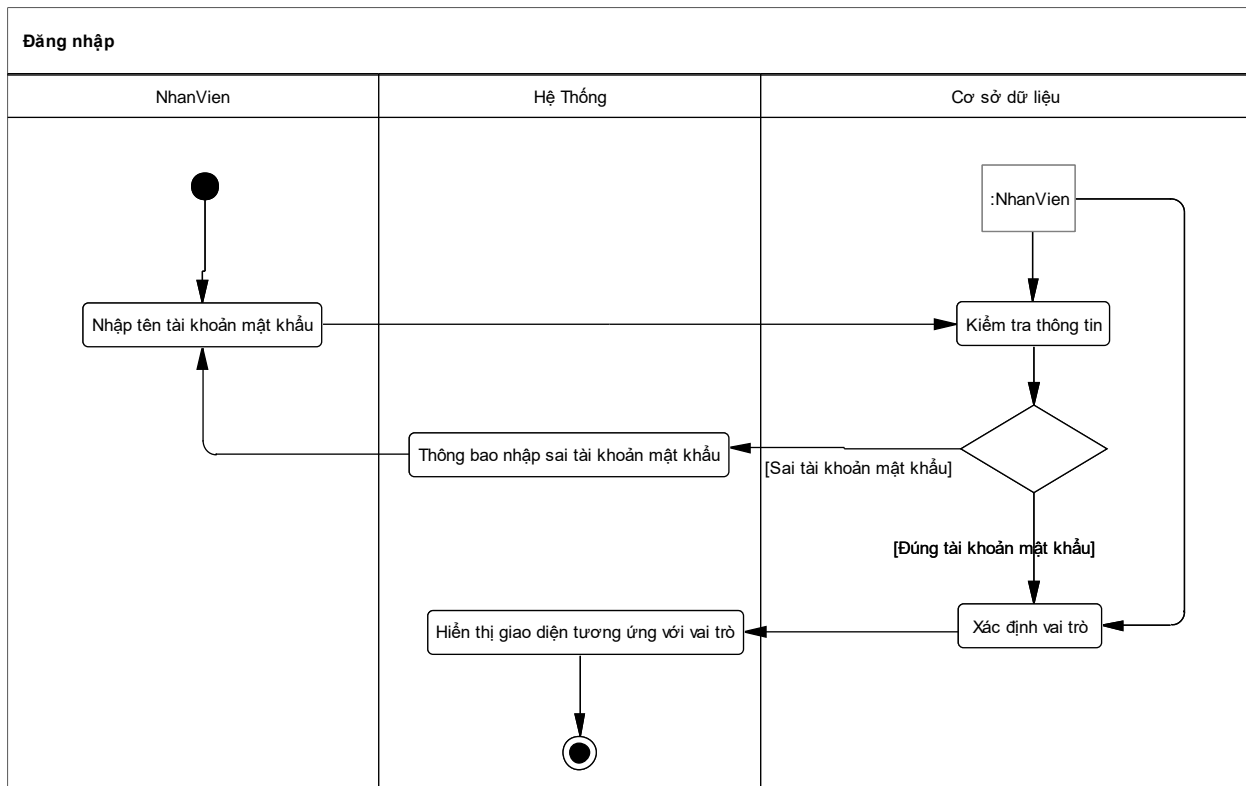 Đăng nhập
NhanVien
Hệ Thống
Cơ sở dữ liệu
:NhanVien
Nhập tên tài khoản mật khẩu
Kiểm tra thông tin
Thông bao nhập sai tài khoản mật khẩu
[Sai tài khoản mật khẩu]
[Đúng tài khoản mật khẩu]
Hiển thị giao diện tương ứng với vai trò
Xác định vai trò